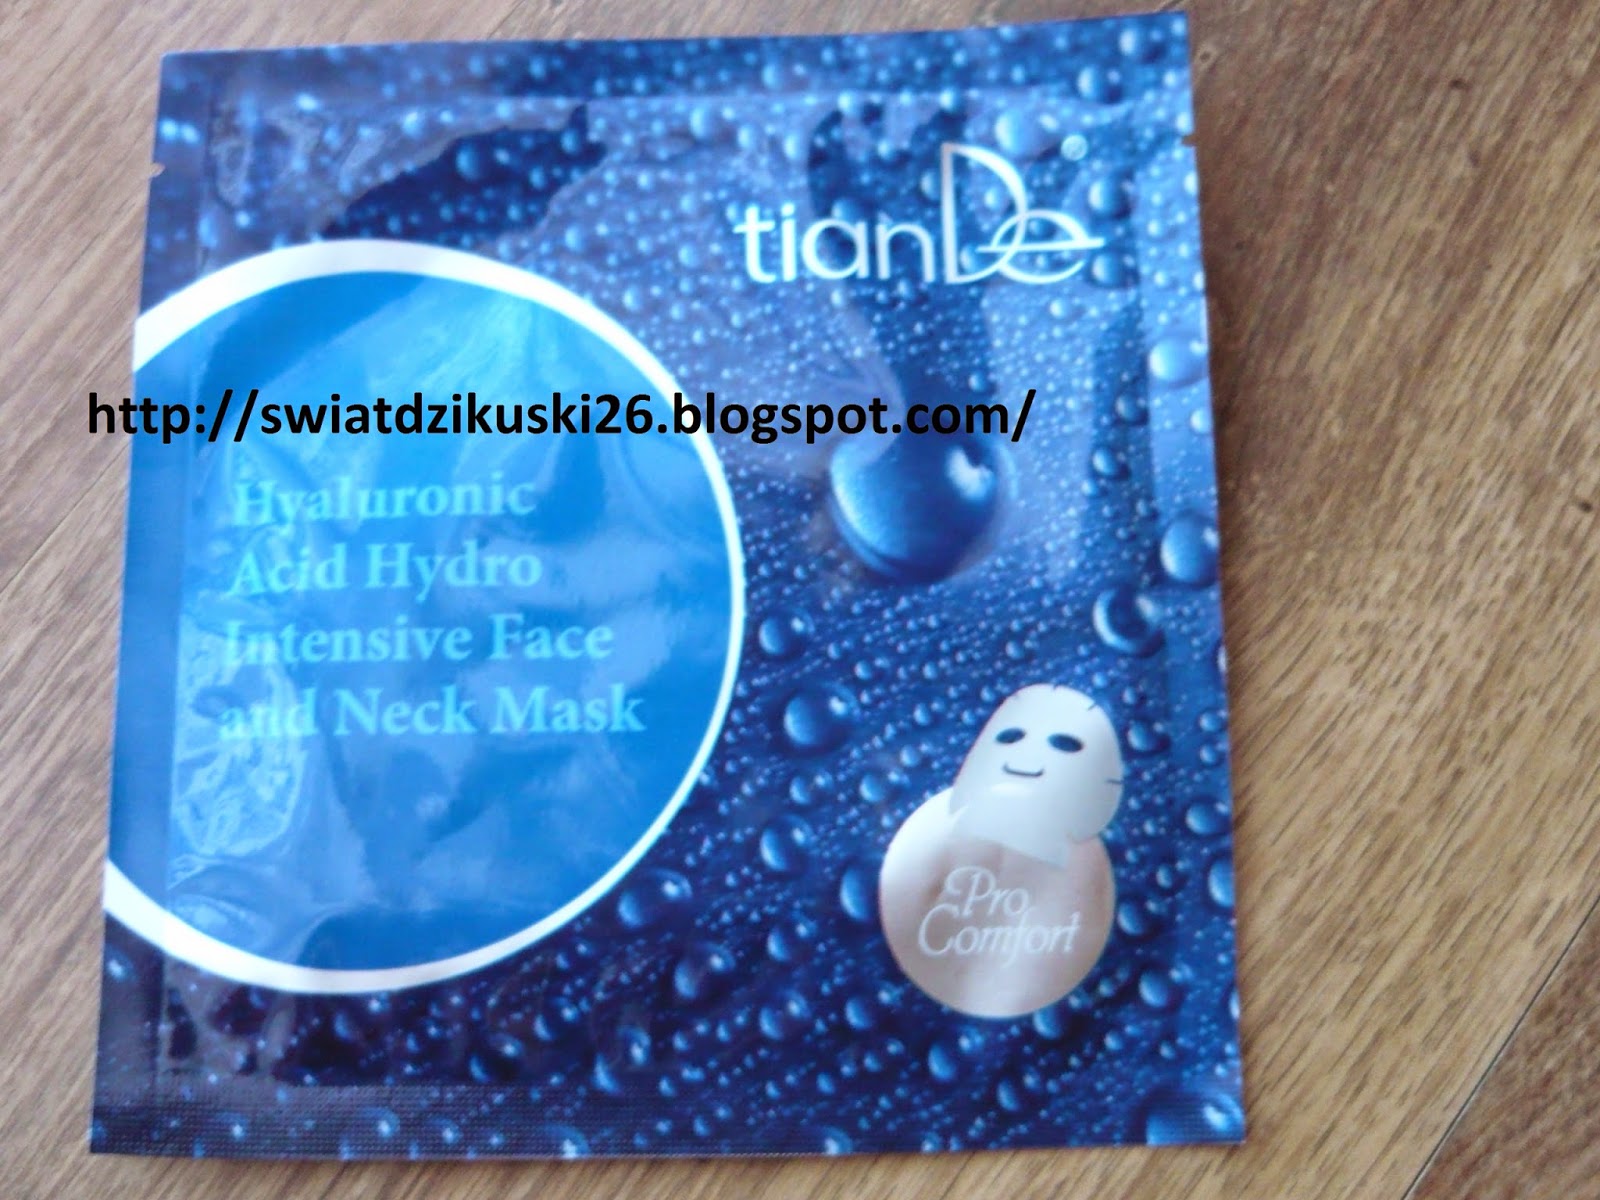 tianDe®
http://swiatdzikuski26.blogspot.com/
Hyaluronic
Acid Hydro
Intensive Face
and Neck Mask
Pro
Comfort